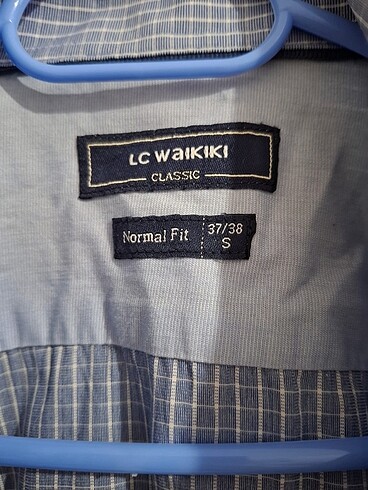 LC WAIKIKI
CLASSIC
Normal Fit 37/38
S